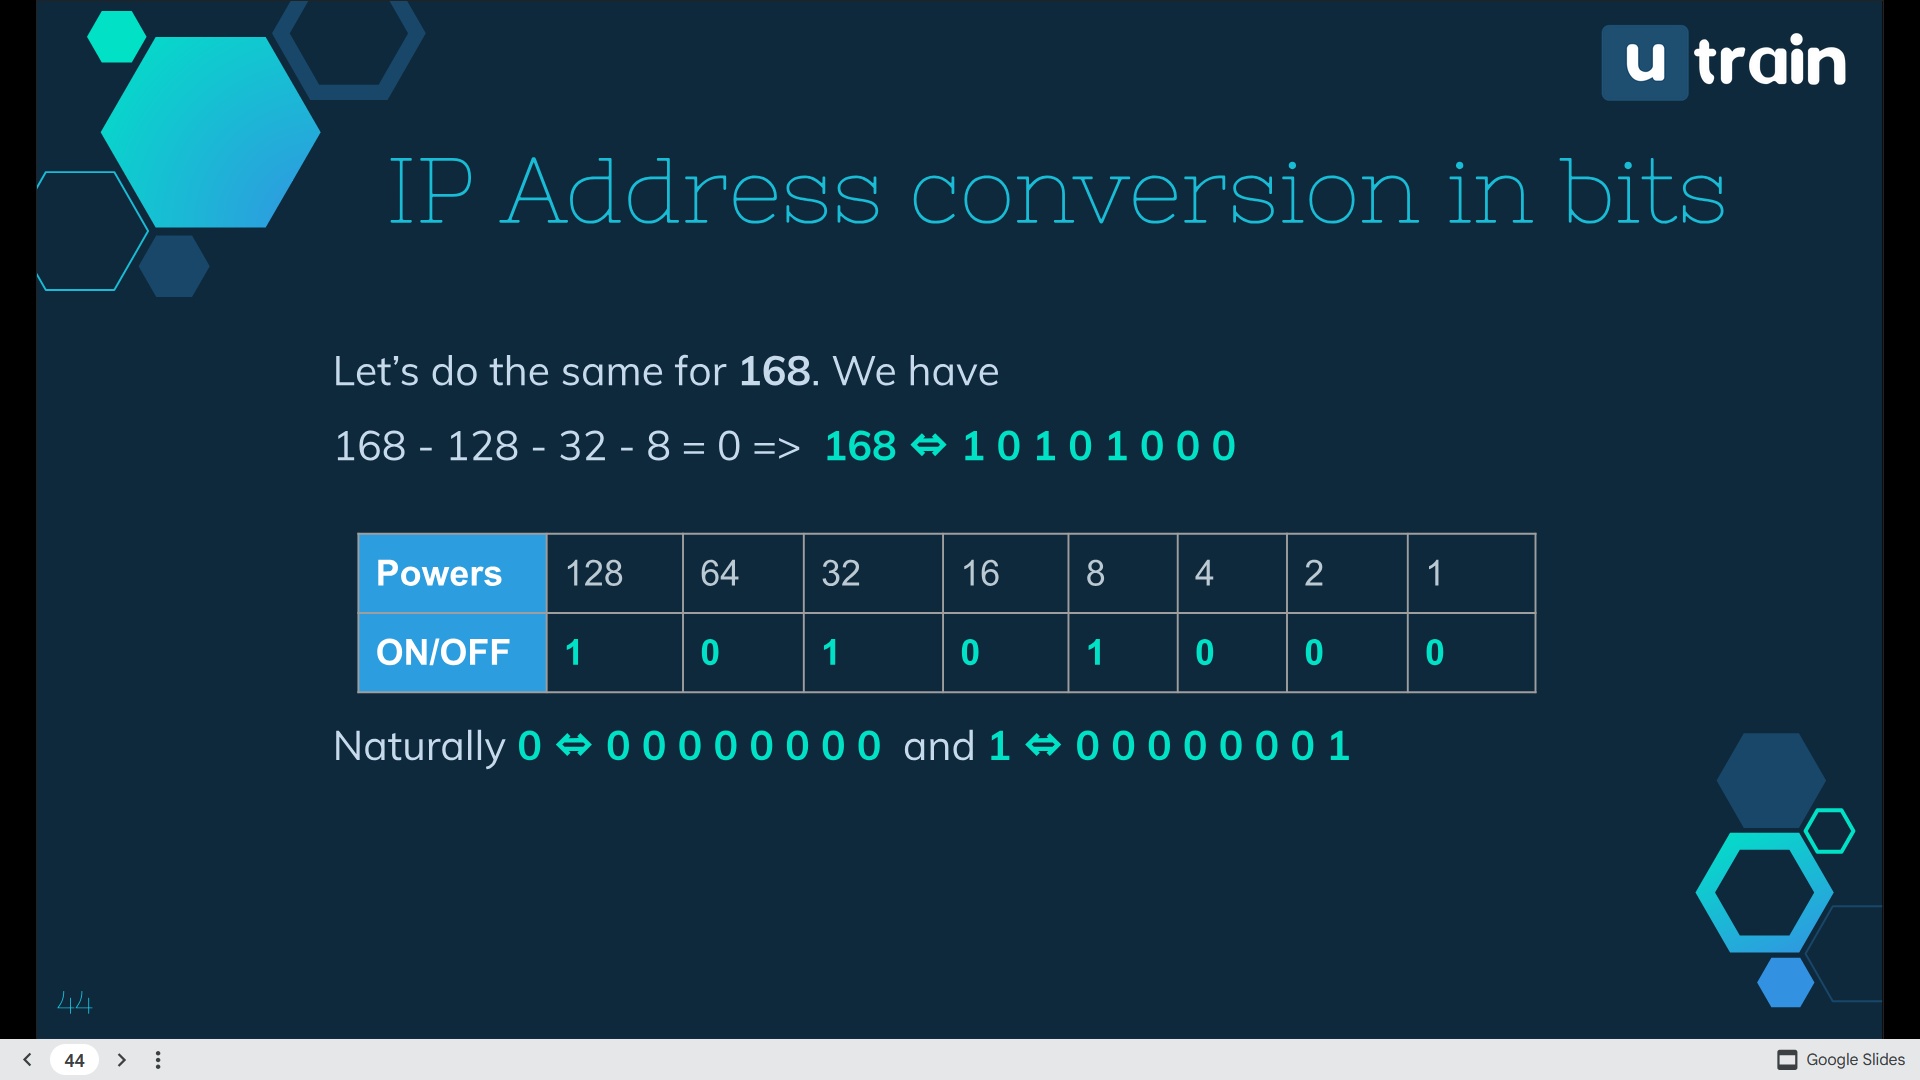 u train
IP Address conversion in bits
Let’s do the same for 168. We have
168 - 128 - 32 - 8 = 0 => 168 ⇔ 1 0 1 0 1 0 0 0
Powers 128 64 32 16 8 4 2 1
ON/OFF 1 0 1 0 1 0 0 0
Naturally 0 ⇔ 0 0 0 0 0 0 0 0 and 1 ⇔ 0 0 0 0 0 0 0 1
44
44 Google Slides